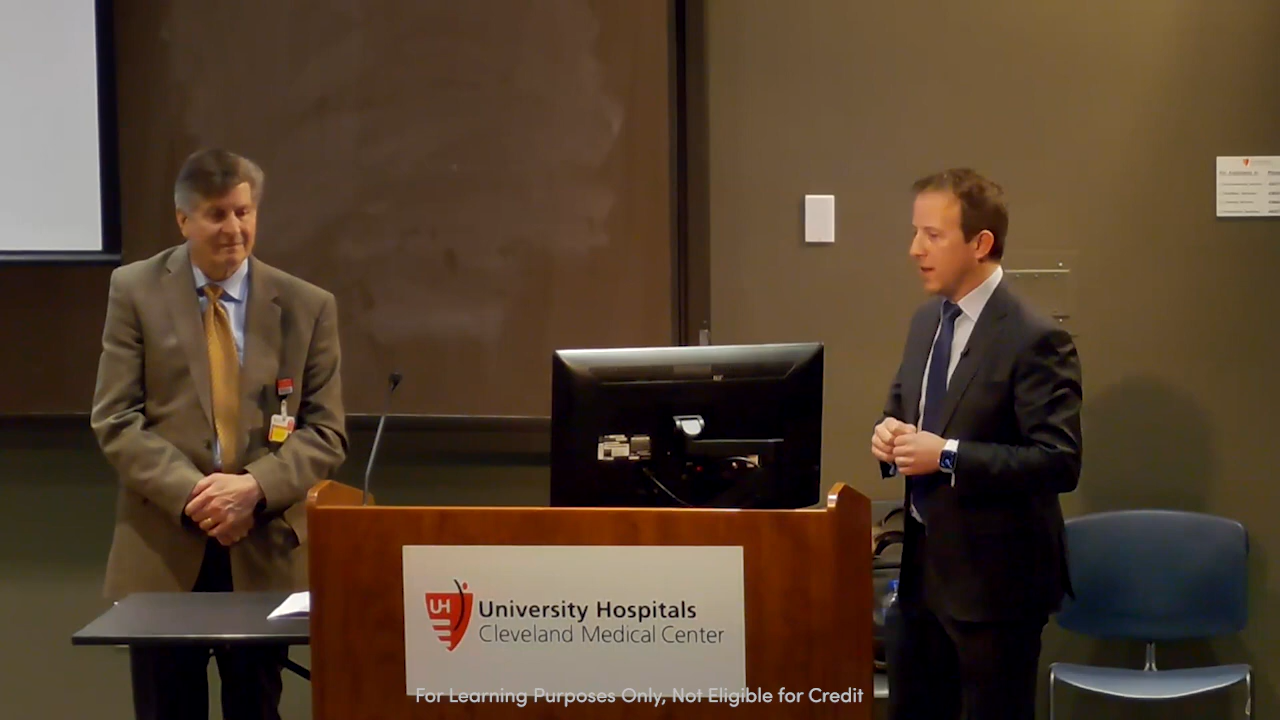 UH
University Hospitals
Cleveland Medical Center
For Learning Purposes Only, Not Eligible for Credit